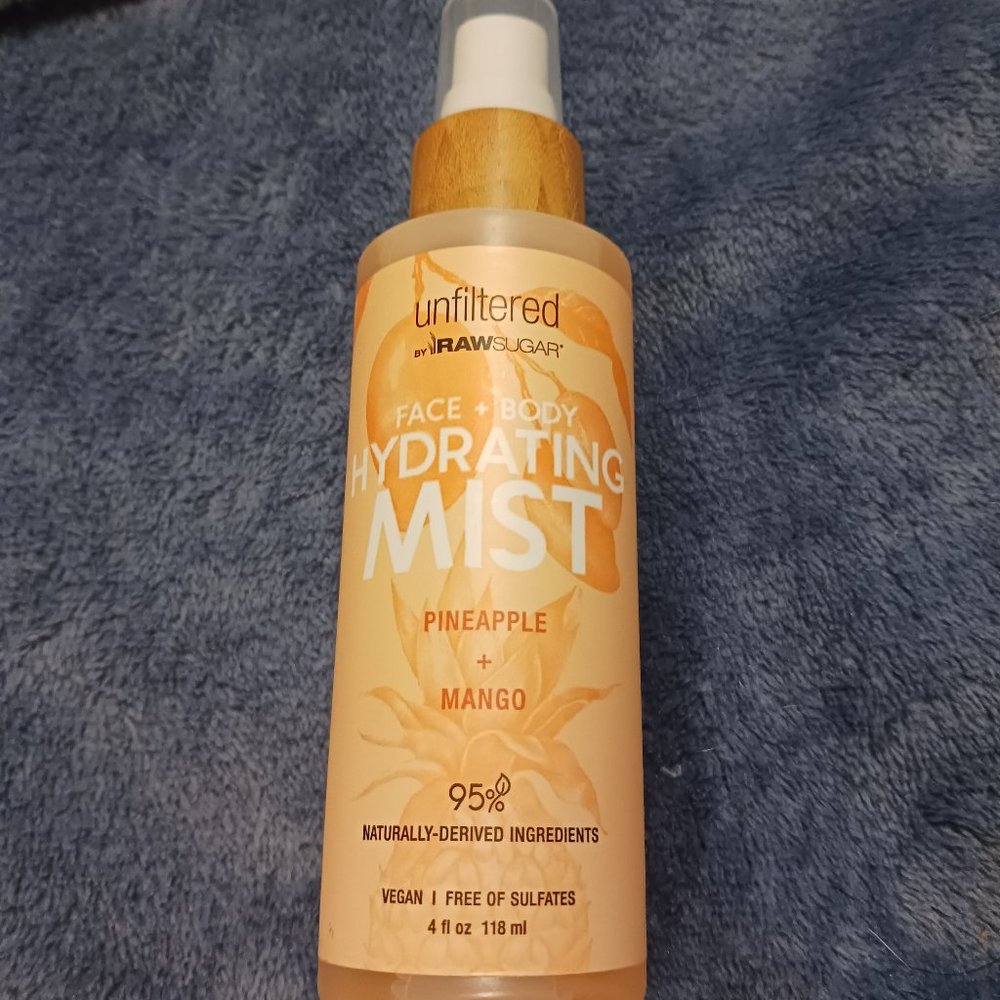 unfiltered
BY RAWSUGAR®
FACE + BODY
HYDRATING
MIST
PINEAPPLE
+
MANGO
95%
NATURALLY-DERIVED INGREDIENTS
VEGAN | FREE OF SULFATES
4 fl oz 118 ml